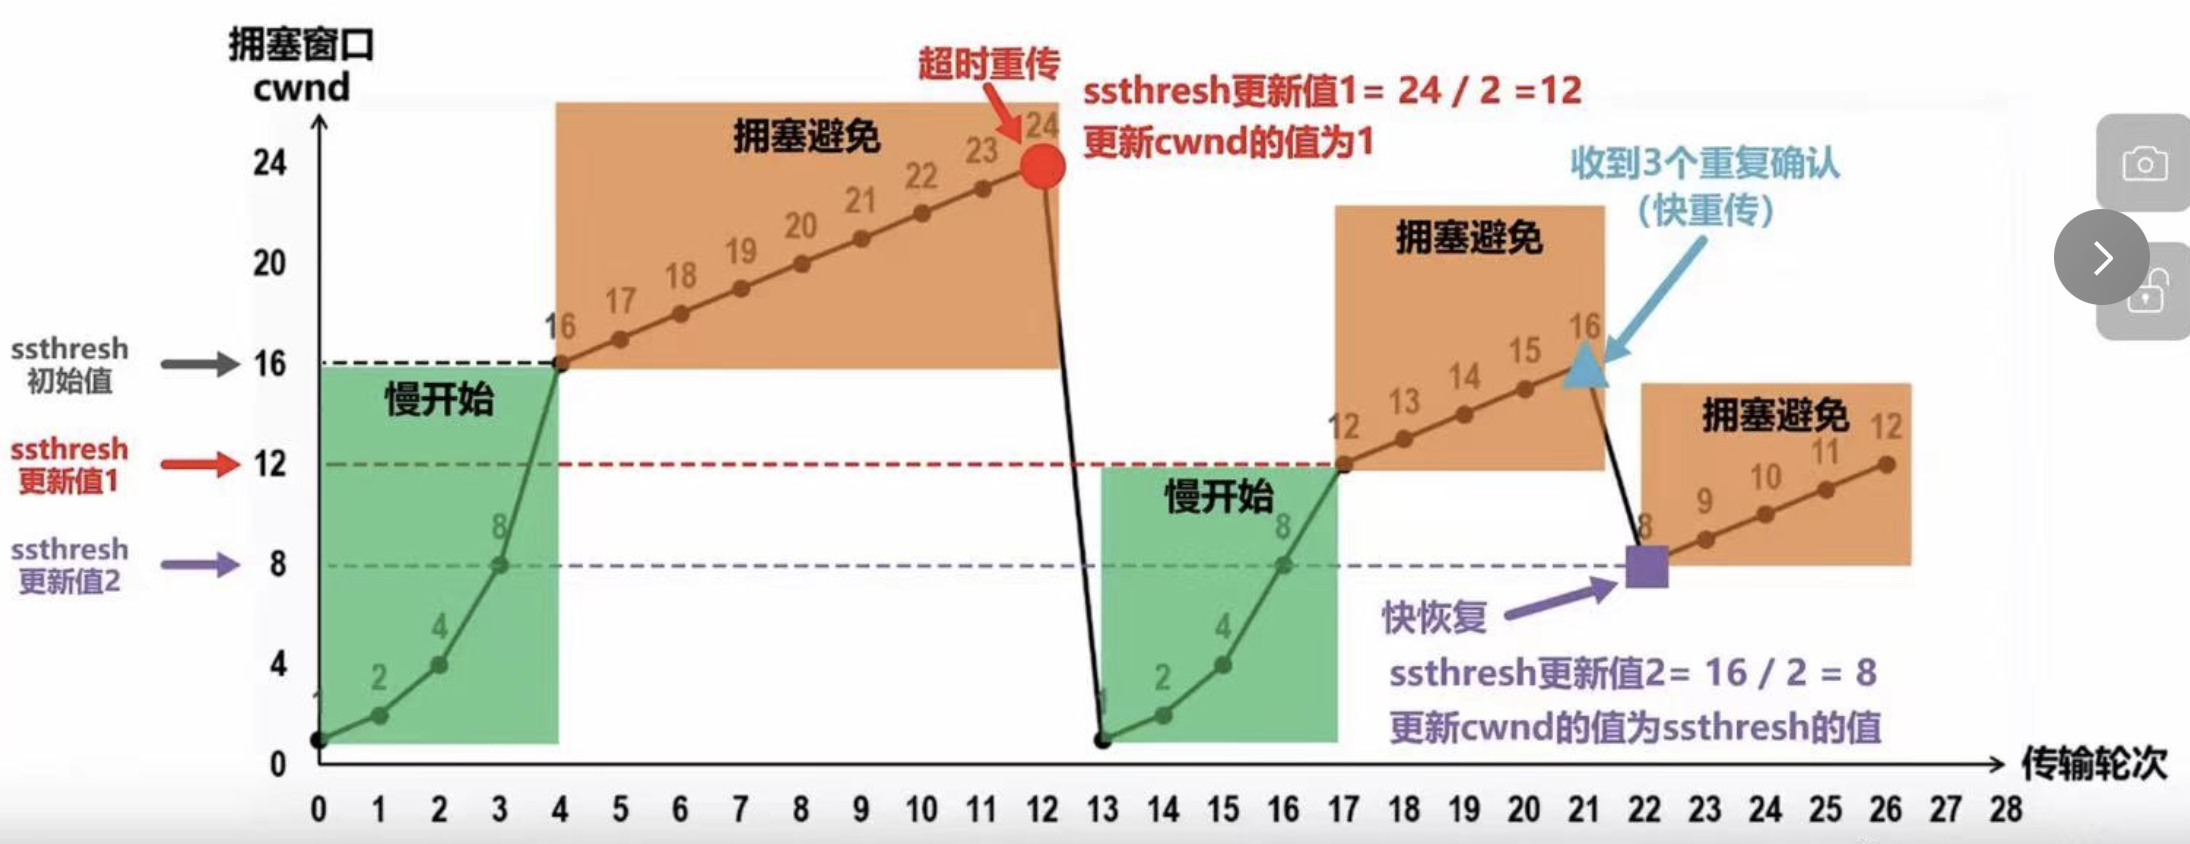 拥塞窗口
cwnd
超时重传
ssthresh更新值1= 24 / 2 =12
更新cwnd的值为1
收到3个重复确认
（快重传）
拥塞避免
24
23
22
21
20
19
18
17
16
24
20
16
12
8
4
0
ssthresh
初始值
ssthresh
更新值1
ssthresh
更新值2
慢开始
1
2
4
8
慢开始
1
2
4
8
拥塞避免
12
13
14
15
16
拥塞避免
8
9
10
11
12
快恢复
ssthresh更新值2= 16 / 2 = 8
更新cwnd的值为ssthresh的值
传输轮次
0 1 2 3 4 5 6 7 8 9 10 11 12 13 14 15 16 17 18 19 20 21 22 23 24 25 26 27 28